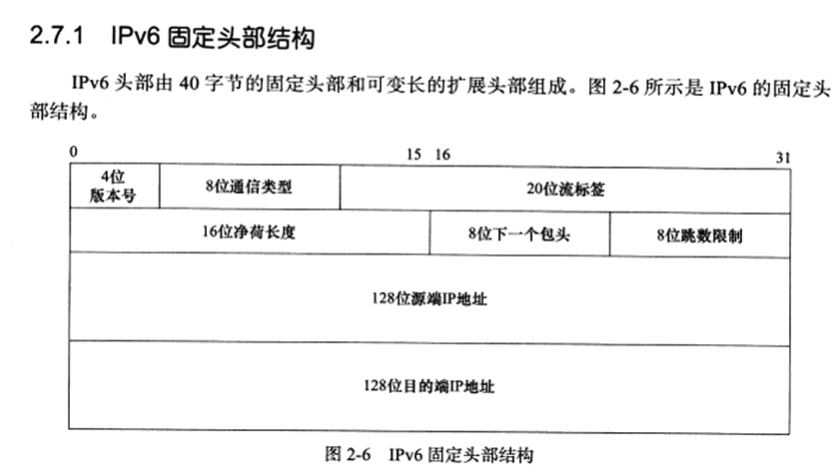 2.7.1 IPv6 固定头部结构
IPv6 头部由 40 字节的固定头部和可变长的扩展头部组成。图 2-6 所示是 IPv6 的固定头
部结构。
0 15 16 31
4位
版本号
8位通信类型
20位流标签
16位净荷长度
8位下一个包头
8位跳数限制
128位源端IP地址
128位目的端IP地址
图 2-6 IPv6 固定头部结构